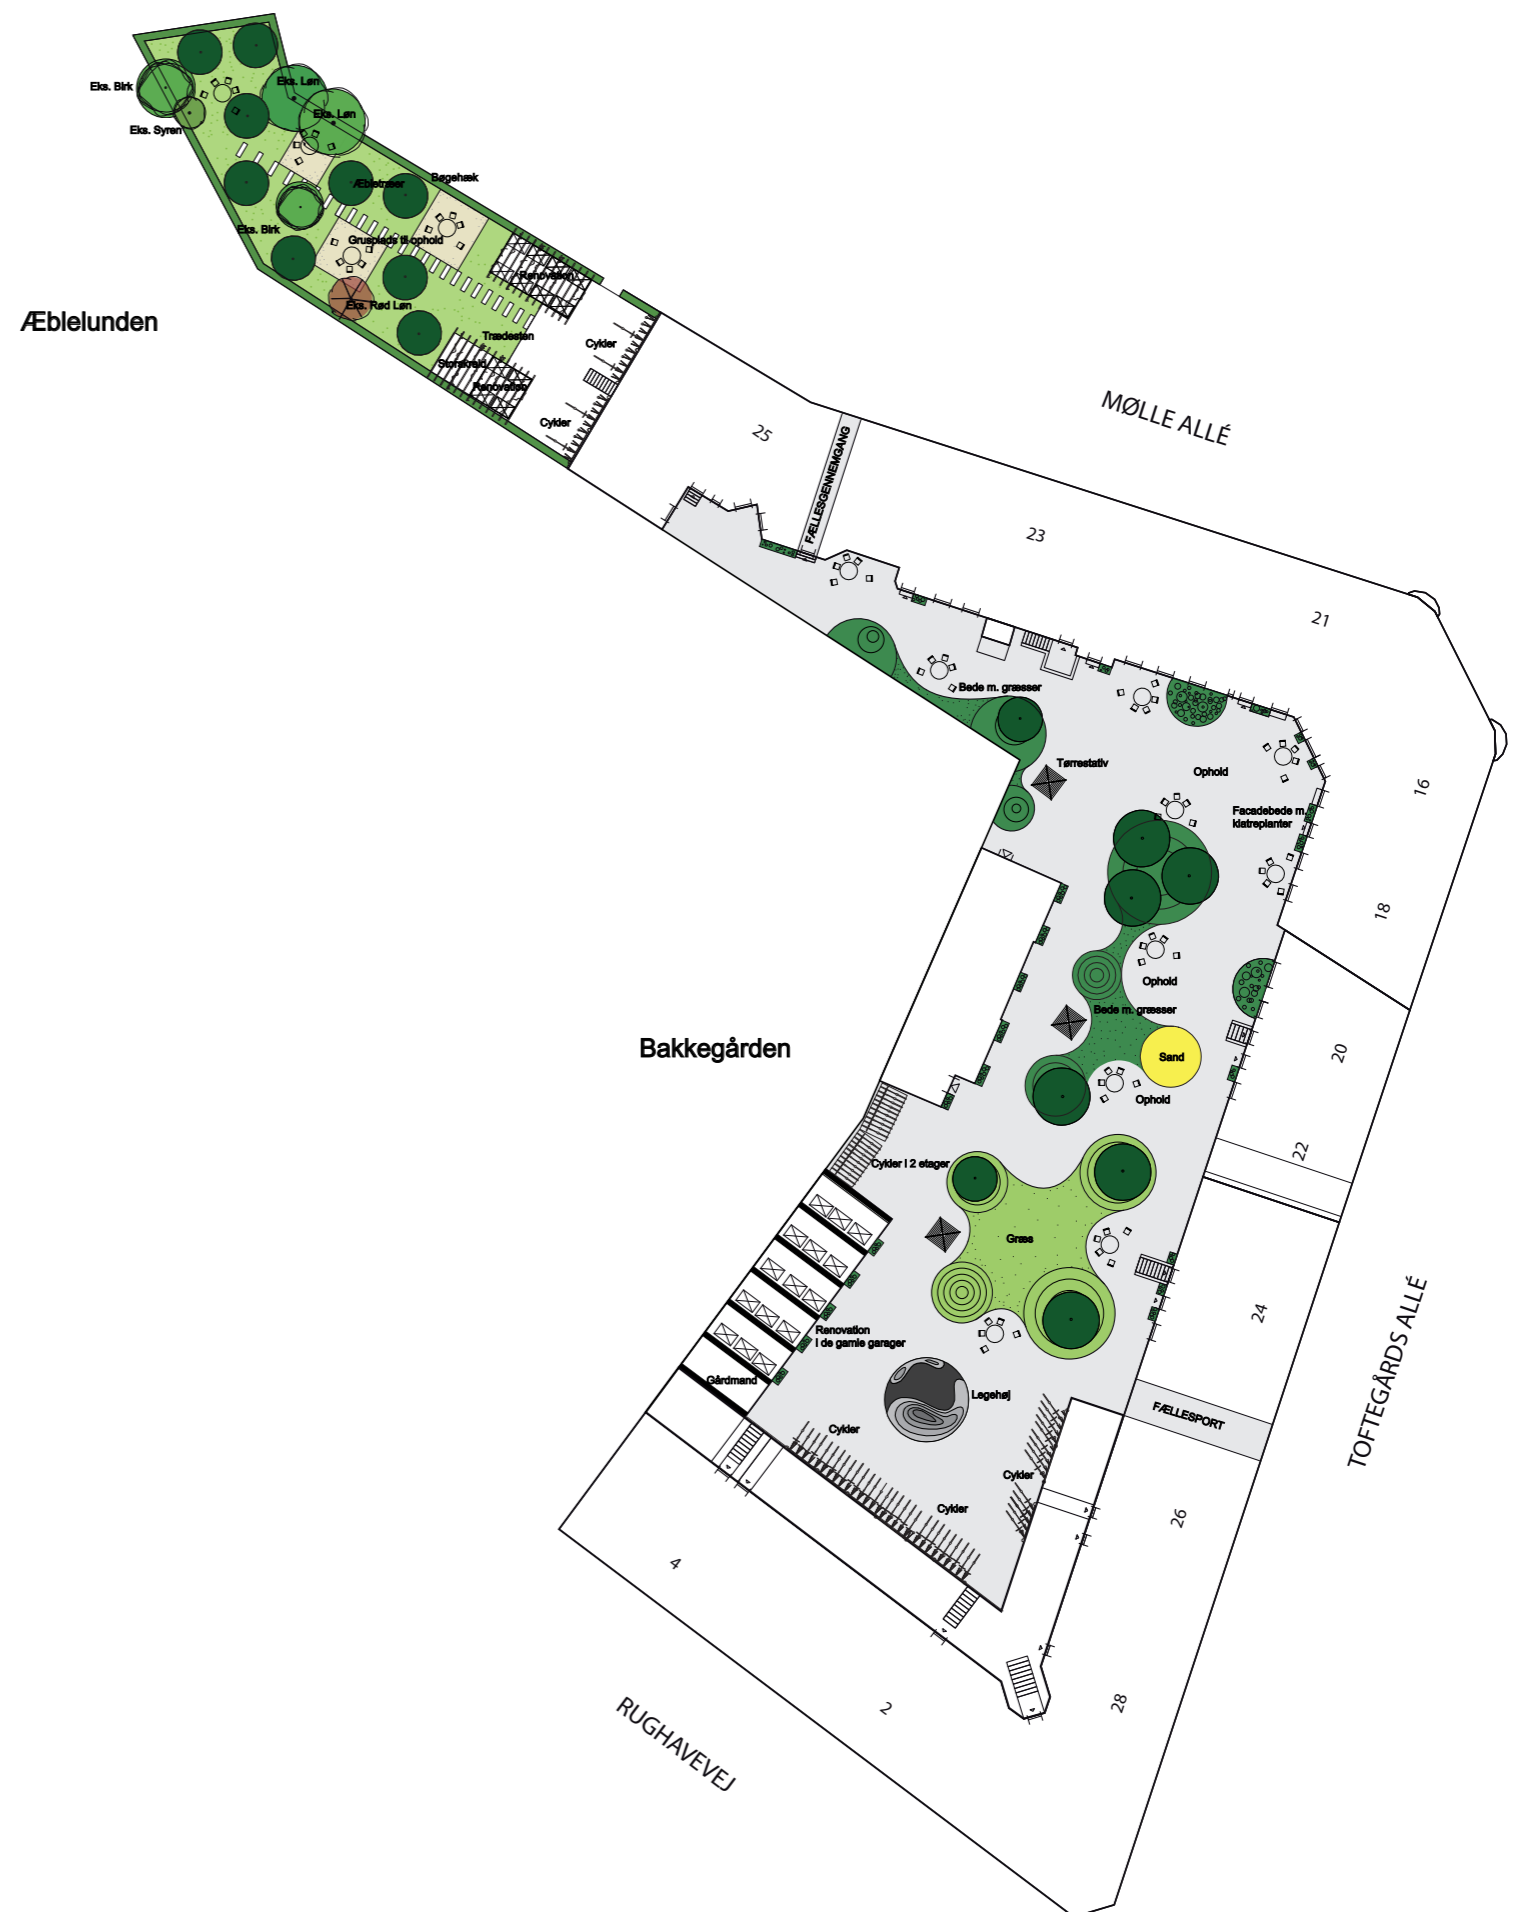 Eks. Birk
Eks. Løn
Eks. Løn
Eks. Syren
Bøgehæk
Æbletræer
Eks. Birk
Grusplads til ophold
Renovation
Eks. Rød Løn
Æblelunden
Trædesten
Cykler
Renovation
Cykler
MØLLE ALLÉ
25
FÆLLESGENNEMGANG
23
21
Bede m. græsser
Tørrestativ
Ophold
16
Facadebede m.
klatreplanter
18
Ophold
Bede m. græsser
Bakkegården
Sand
20
Ophold
22
Cykler i 2 etager
Græs
24
TOFTEGÅRDS ALLÉ
Renovation
i de gamle garager
Gårdmand
Legehøj
FÆLLESPORT
Cykler
Cykler
Cykler
26
4
2
28
RUGHAVEVEJ